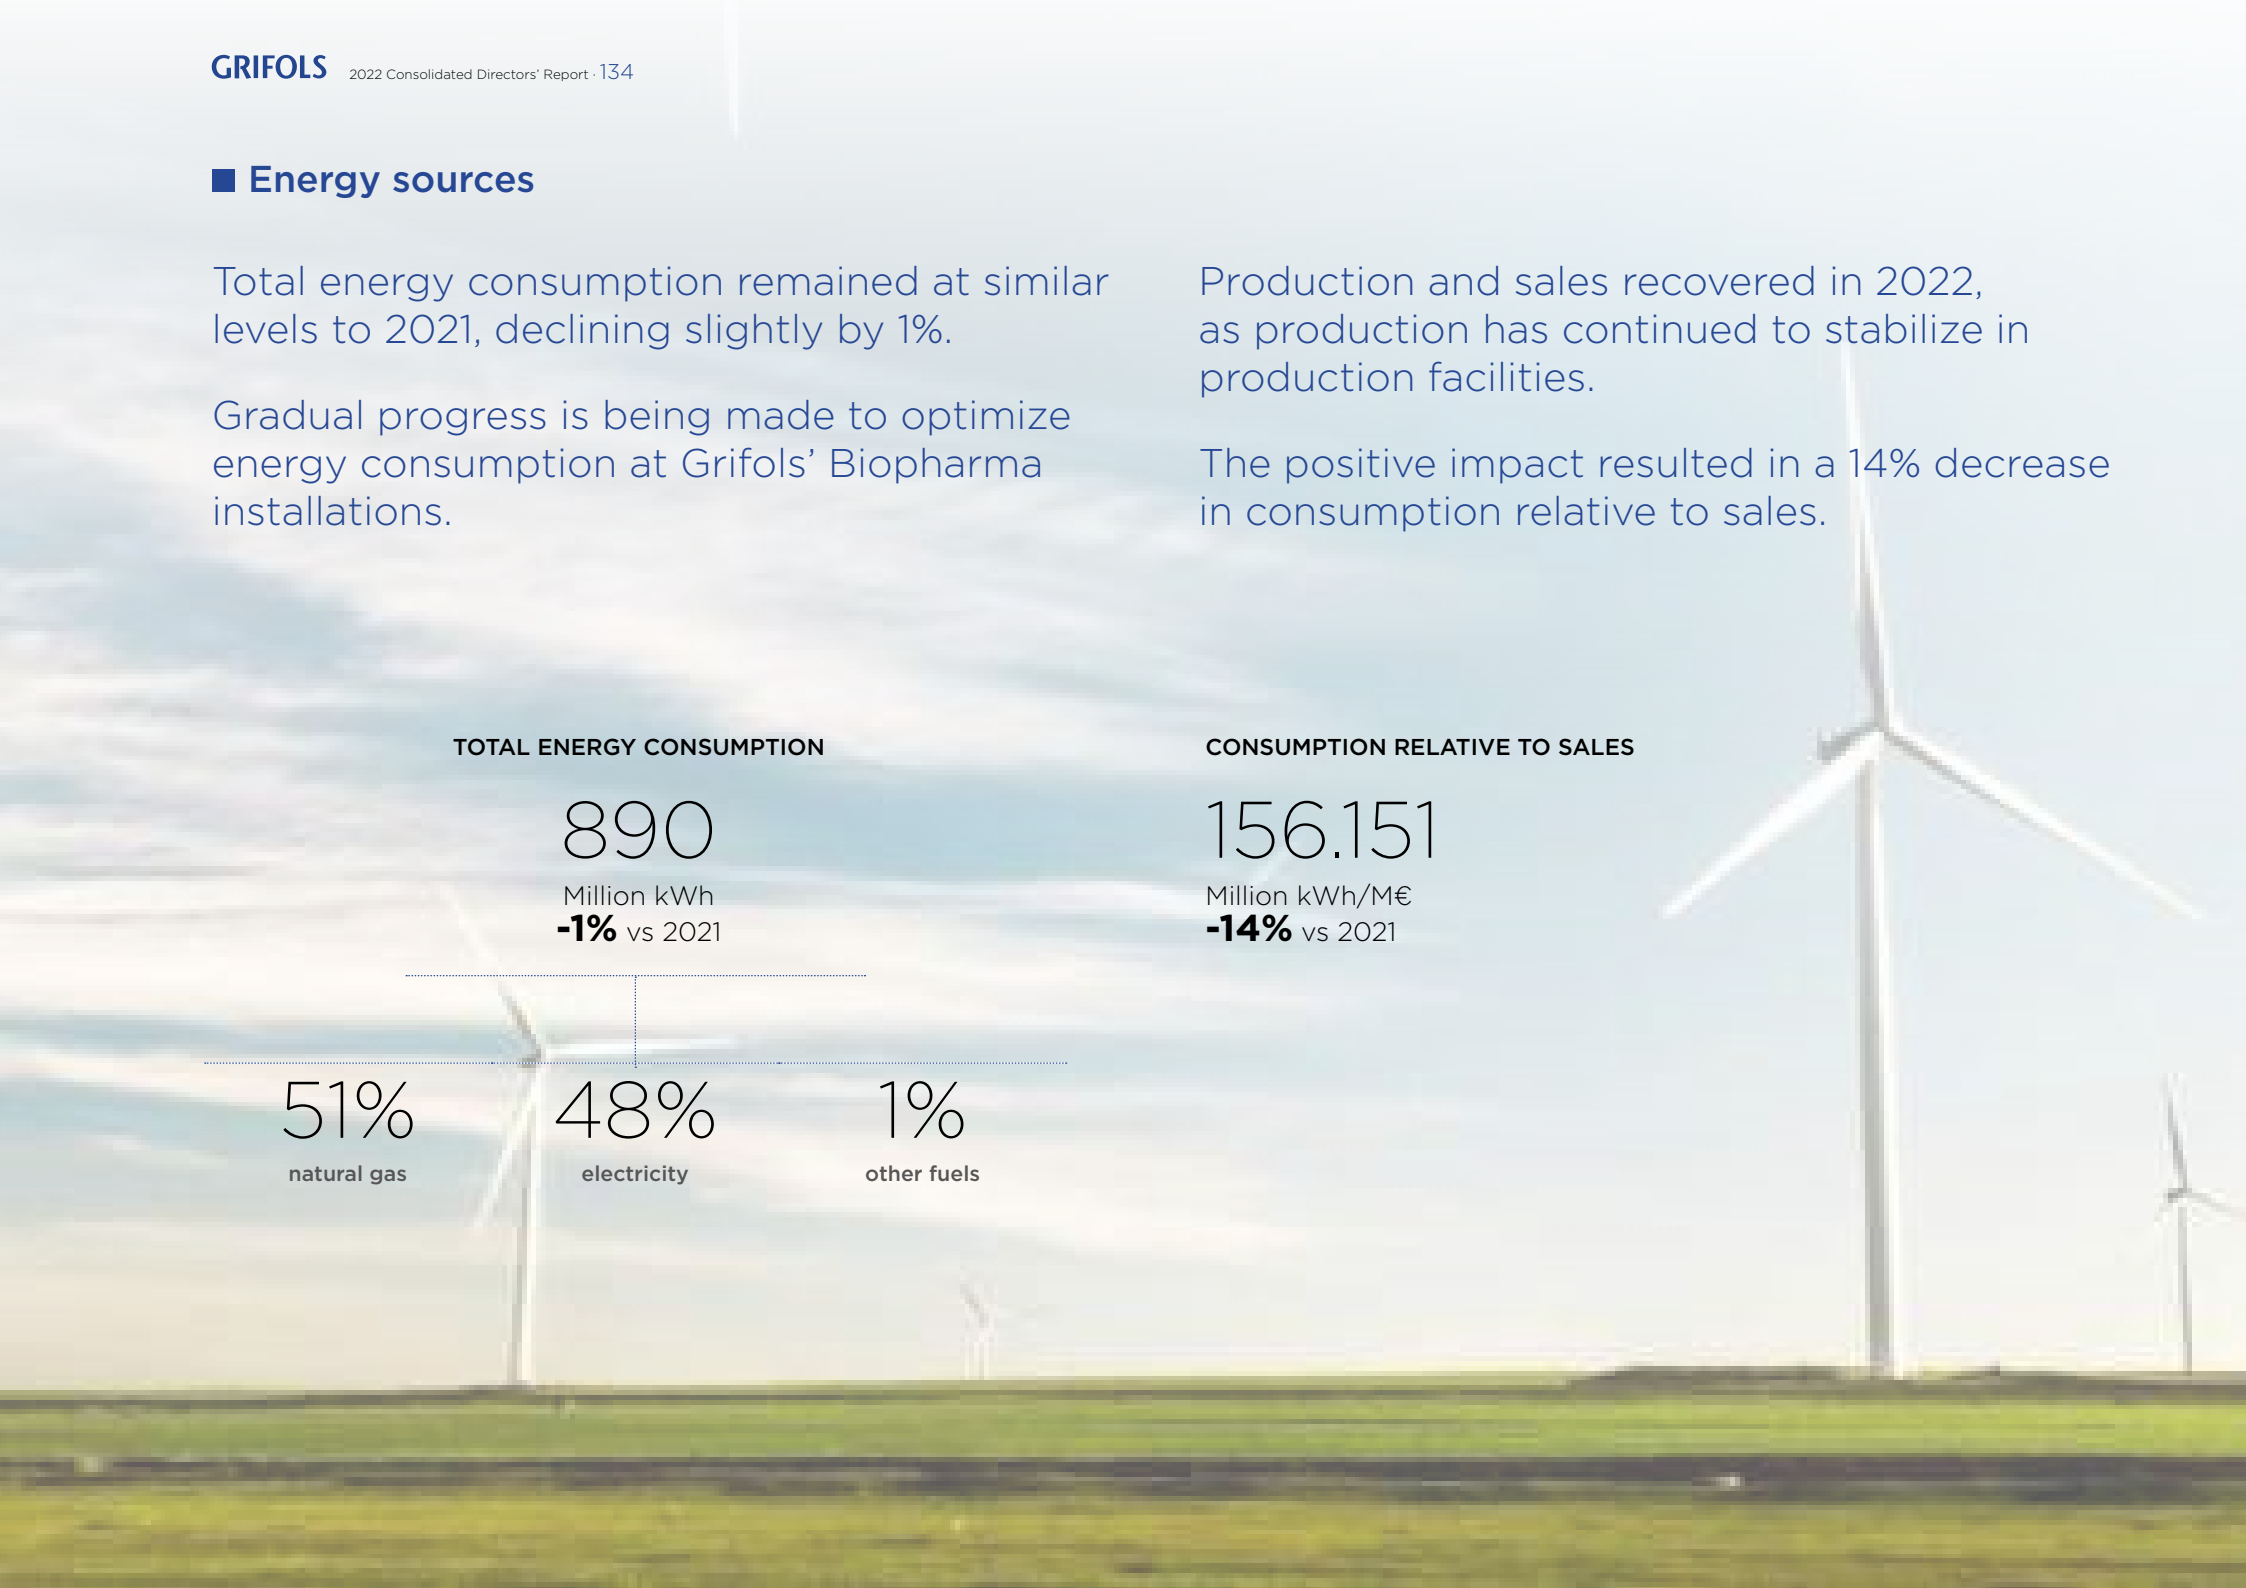 GRIFOLS 2022 Consolidated Directors' Report · 134
Energy sources
Total energy consumption remained at similar
levels to 2021, declining slightly by 1%.
Gradual progress is being made to optimize
energy consumption at Grifols' Biopharma
installations.
Production and sales recovered in 2022,
as production has continued to stabilize in
production facilities.
The positive impact resulted in a 14% decrease
in consumption relative to sales.
TOTAL ENERGY CONSUMPTION
890
Million kWh
-1% vs 2021
51%
natural gas
48%
electricity
1%
other fuels
CONSUMPTION RELATIVE TO SALES
156.151
Million kWh/M€
-14% vs 2021